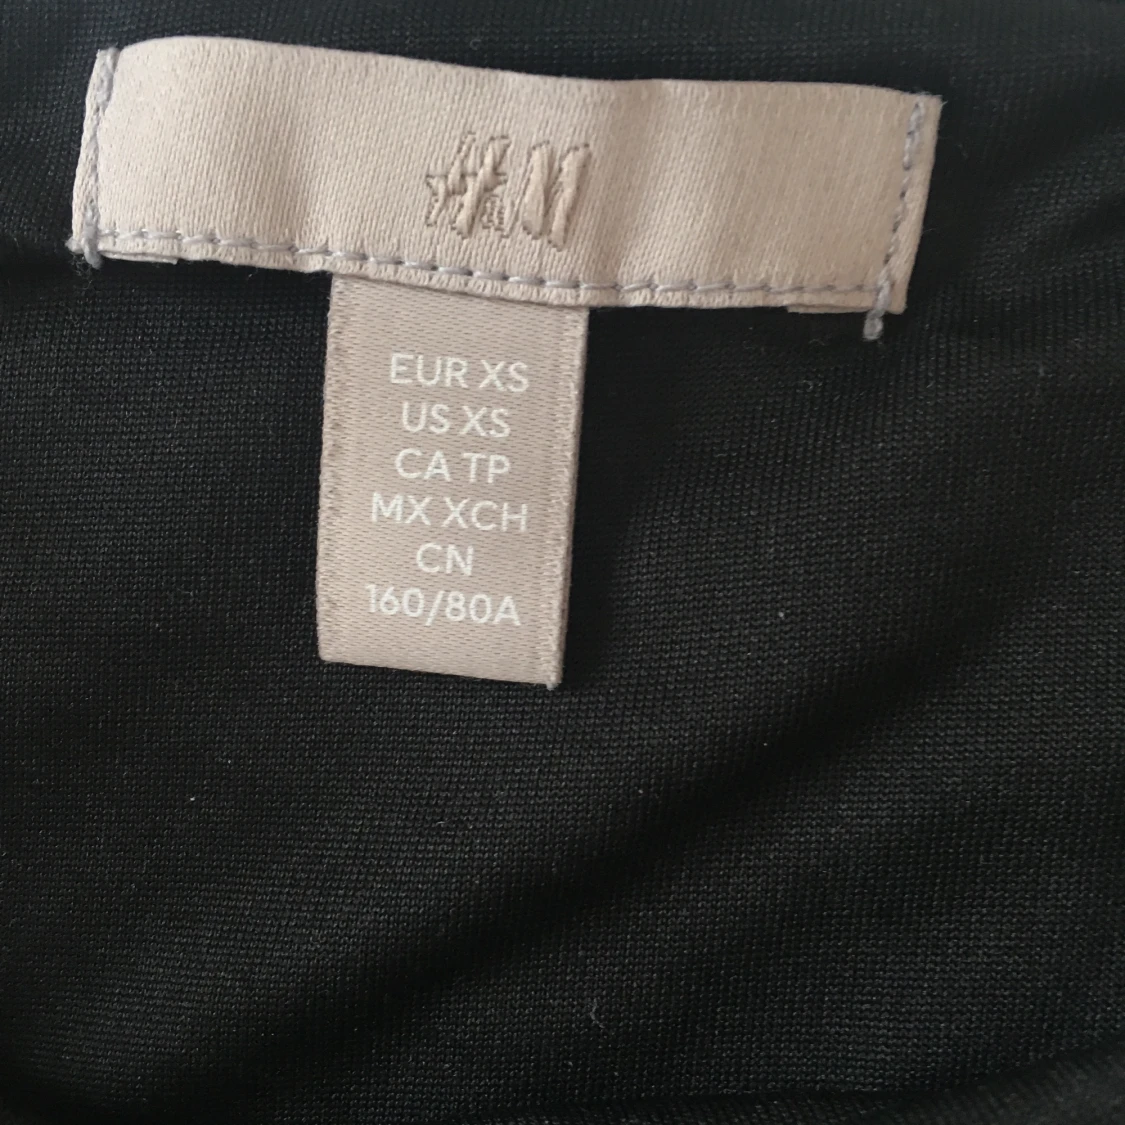 H&M
EUR XS
US XS
CA TP
MX XCH
CN
160/80A